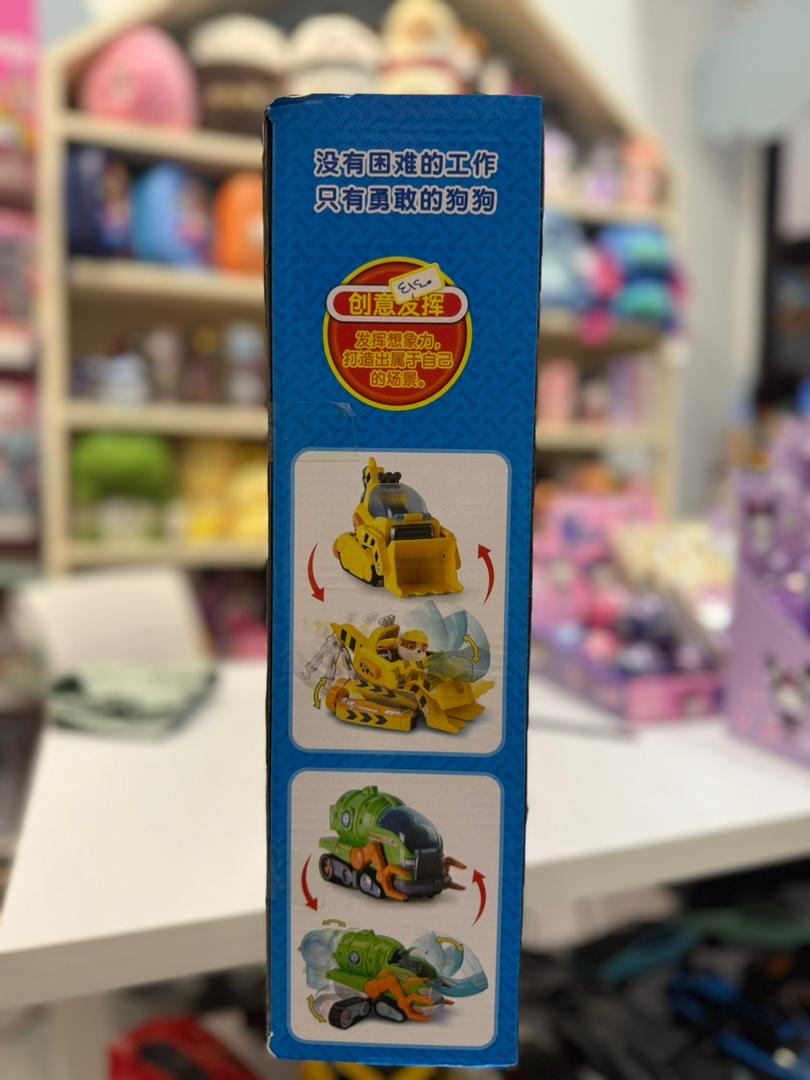 没有困难的工作
只有勇敢的狗狗
创意发挥
发挥想象力，
打造出属于自己
的场景。